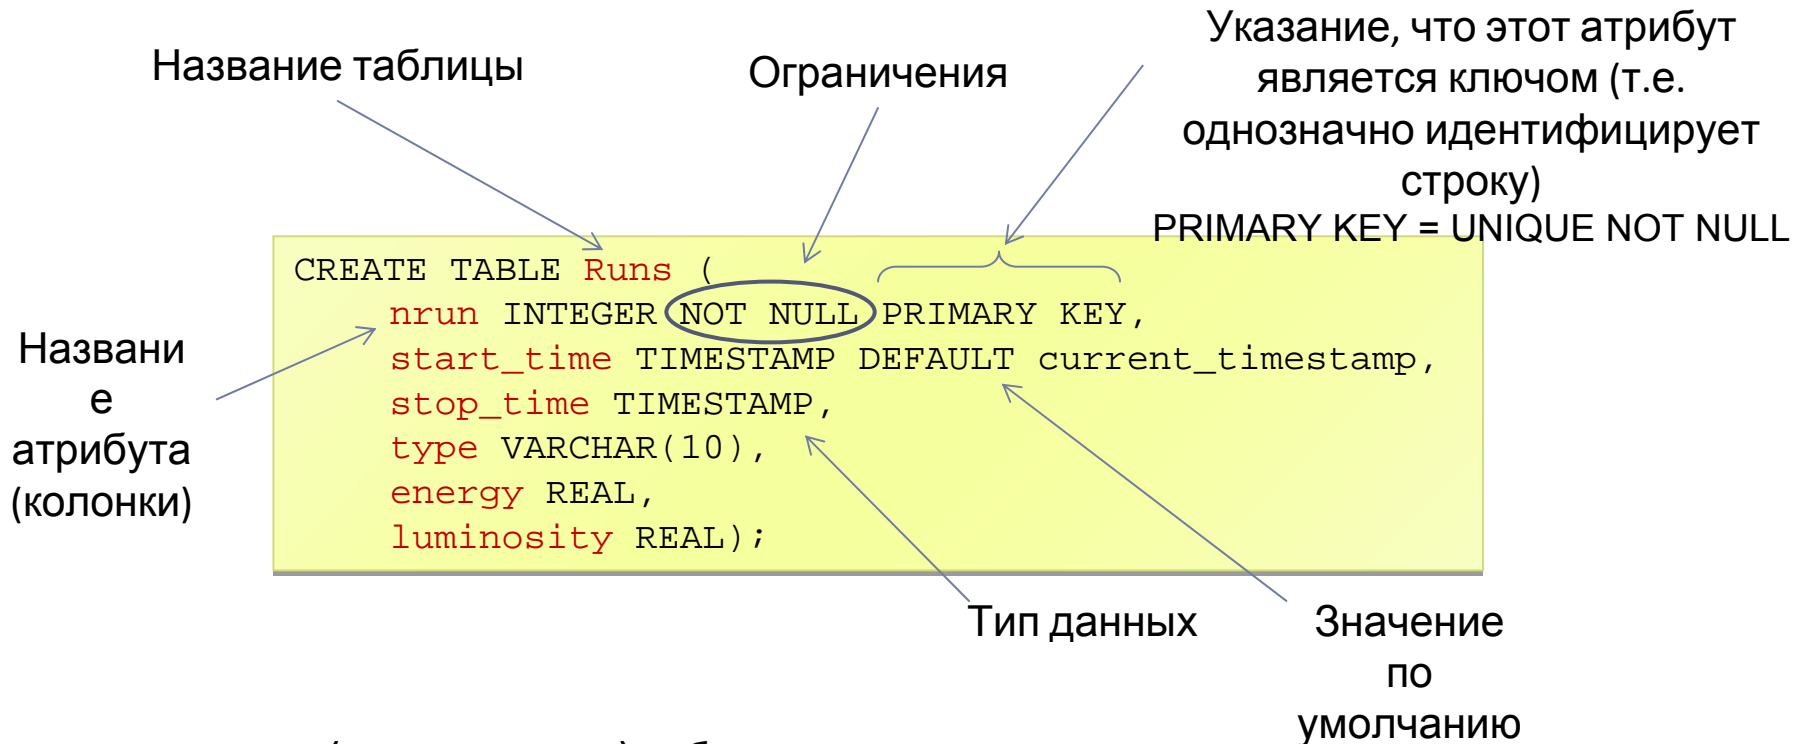 Название таблицы
Ограничения
Указание, что этот атрибут
является ключом (т.е.
однозначно идентифицирует
строку)
PRIMARY KEY = UNIQUE NOT NULL
CREATE TABLE Runs (
nrun INTEGER NOT NULL PRIMARY KEY,
start_time TIMESTAMP DEFAULT current_timestamp,
stop_time TIMESTAMP,
type VARCHAR(10),
energy REAL,
luminosity REAL);
Названи
е
атрибута
(колонки)
Тип данных
Значение
по
умолчанию